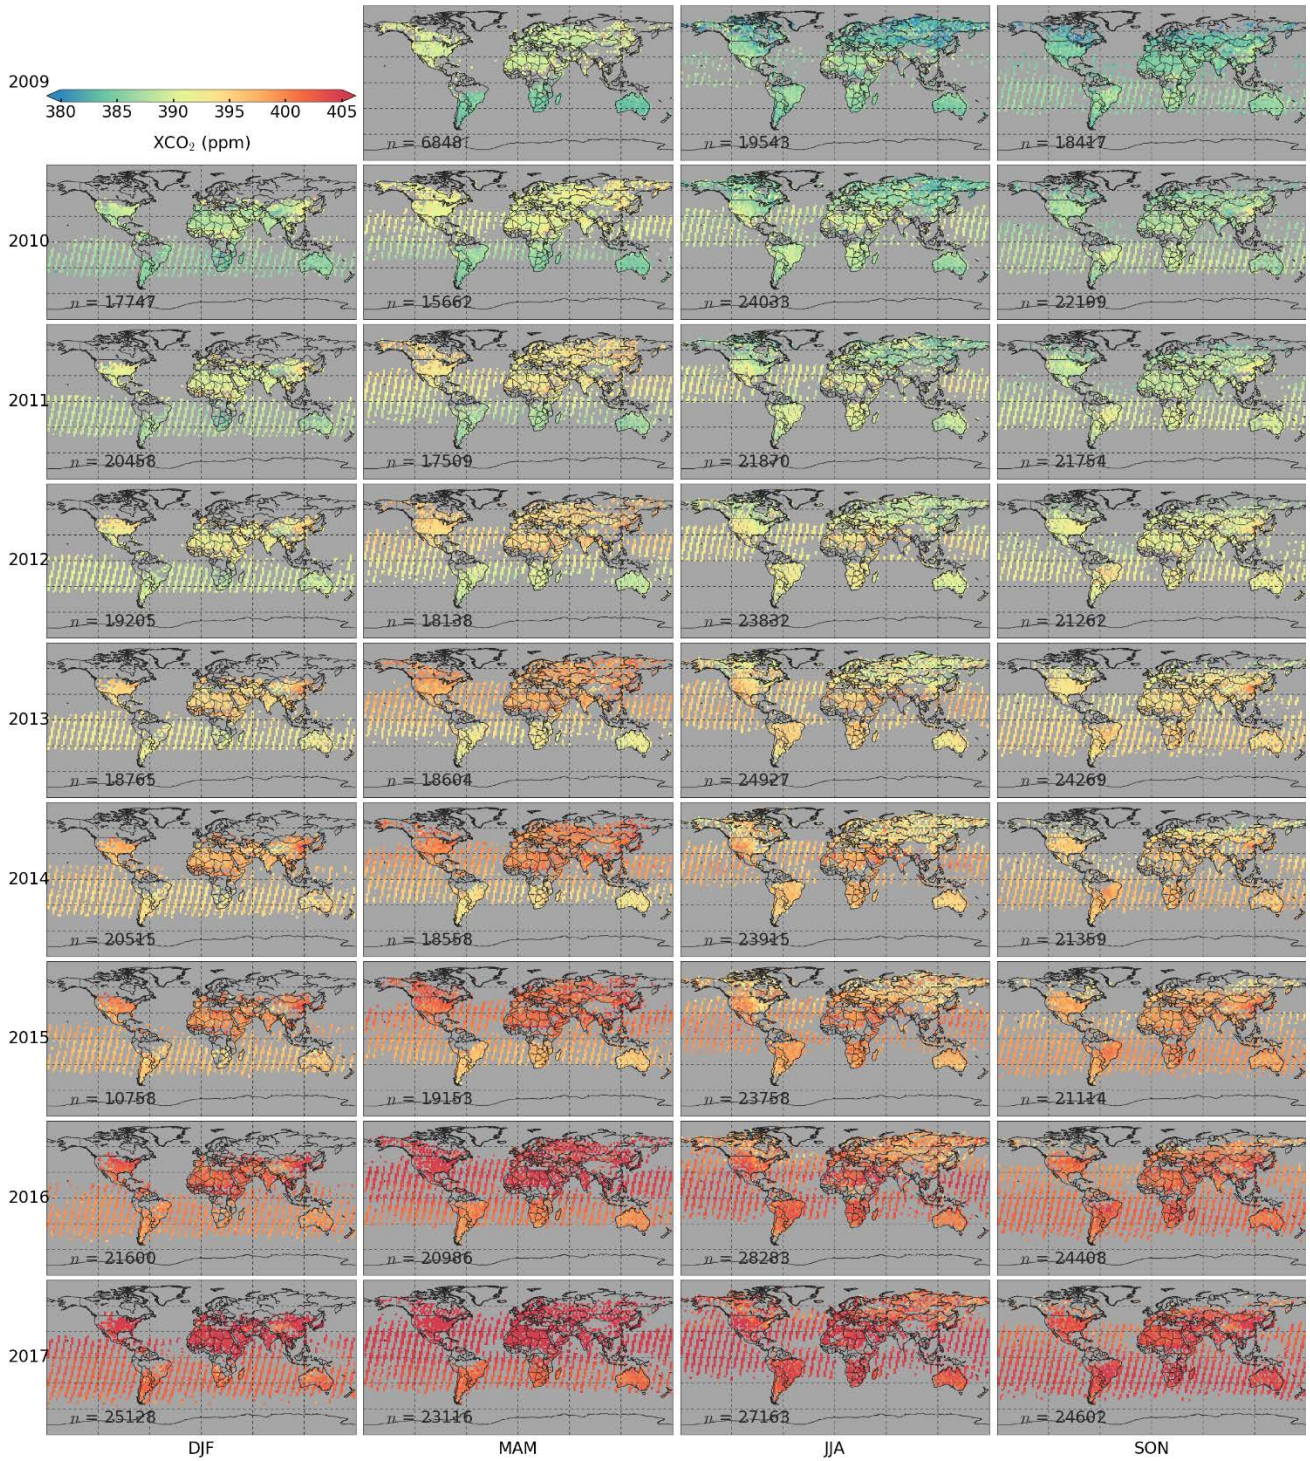 2009
380 385 390 395 400 405
XCO₂ (ppm)
n = 6848
n = 19543
n = 18417
2010
n = 17747
n = 15662
n = 24033
n = 22199
2011
n = 20458
n = 17509
n = 21870
n = 21754
2012
n = 19205
n = 18138
n = 23832
n = 21262
2013
n = 18765
n = 18604
n = 24927
n = 24269
2014
n = 20515
n = 18558
n = 23915
n = 21359
2015
n = 10758
n = 19153
n = 23758
n = 21114
2016
n = 21600
n = 20986
n = 28283
n = 24408
2017
n = 25128
n = 23116
n = 27163
n = 24602
DJF
MAM
JJA
SON